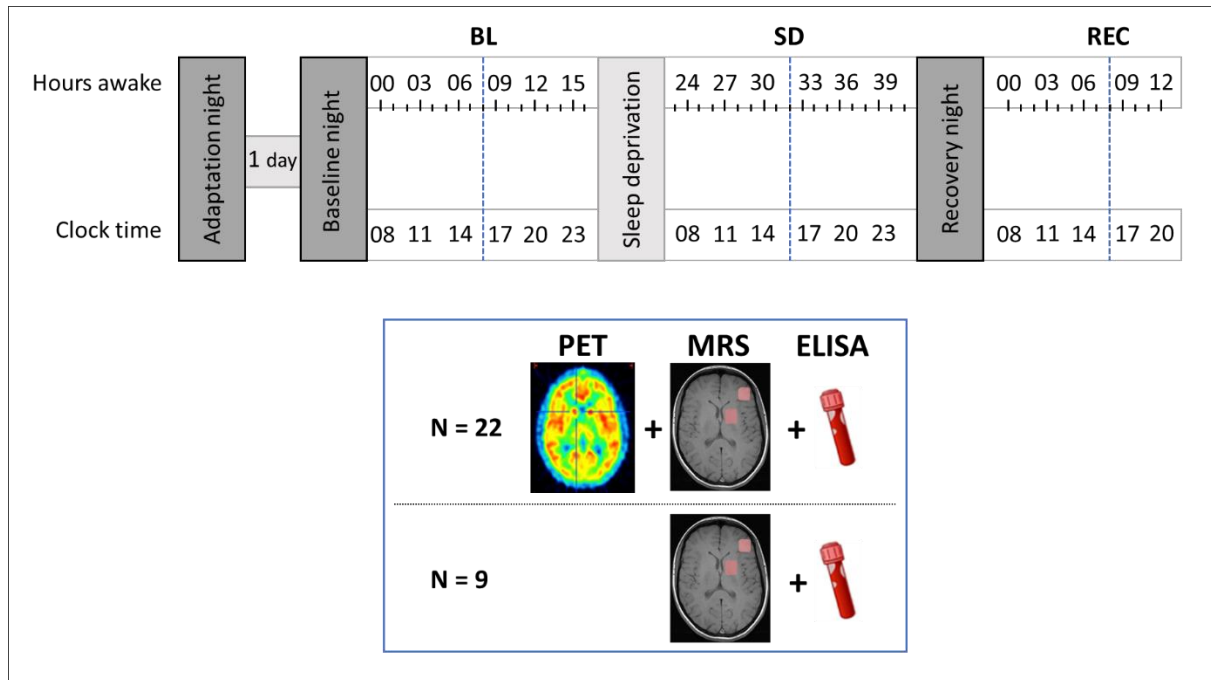 BL SD REC
Hours awake 00 03 06 09 12 15 24 27 30 33 36 39 00 03 06 09 12
Adaptation night
1 day
Baseline night
Sleep deprivation
Recovery night
Clock time 08 11 14 17 20 23 08 11 14 17 20 23 08 11 14 17 20
PET MRS ELISA
N = 22 + +
N = 9 +